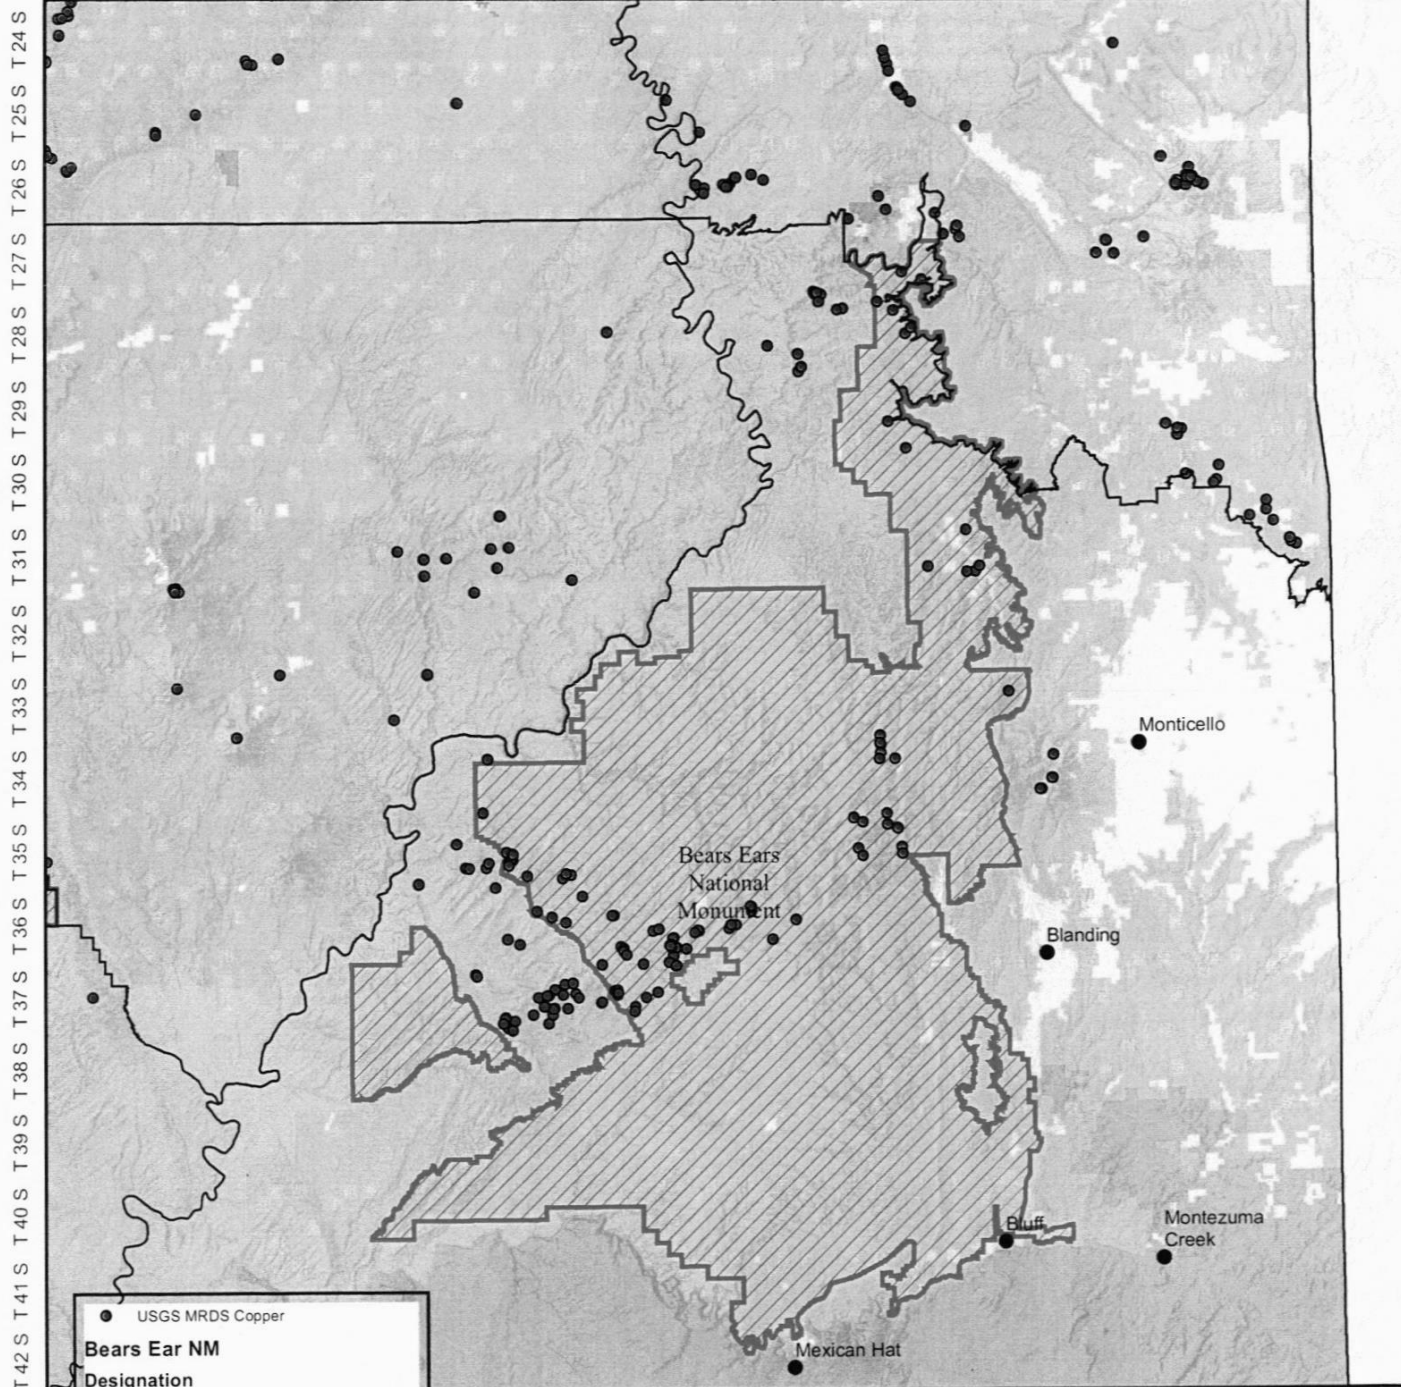 T 24 S
T 25 S
T 26 S
T 27 S
T 28 S
T 29 S
T 30 S
T 31 S
T 32 S
T 33 S
T 34 S
T 35 S
T 36 S
T 37 S
T 38 S
T 39 S
T 40 S
T 41 S
T 42 S
Monticello
Bears Ears
National
Monument
Blanding
Bluff
Montezuma
Creek
Mexican Hat
USGS MRDS Copper
Bears Ear NM
Designation